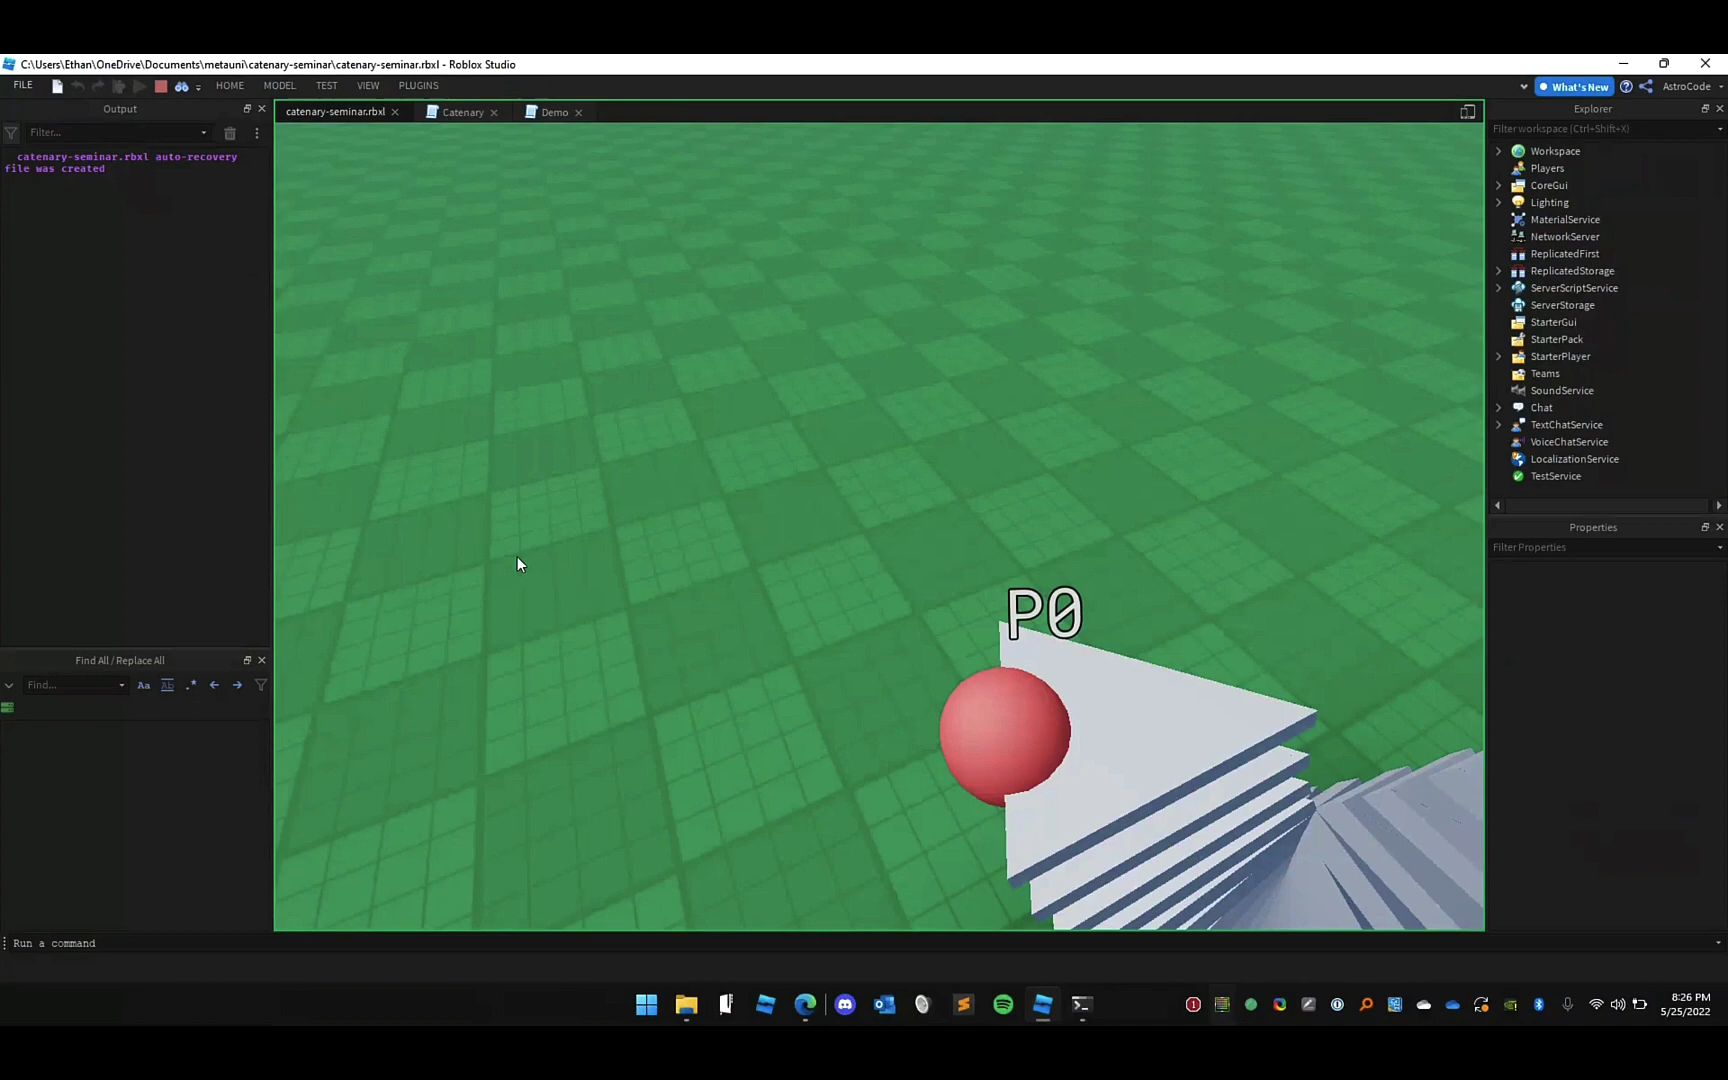 C:\Users\Ethan\OneDrive\Documents\metauni\catenary-seminar\catenary-seminar.rbxl - Roblox Studio
FILE HOME MODEL TEST VIEW PLUGINS What's New AstroCode
Output
catenary-seminar.rbxl Catenary Demo
Explorer
Filter...
Filter workspace (Ctrl+Shift+X)
catenary-seminar.rbxl auto-recovery
file was created
Workspace
Players
CoreGui
Lighting
MaterialService
NetworkServer
ReplicatedFirst
ReplicatedStorage
ServerScriptService
ServerStorage
StarterGui
StarterPack
StarterPlayer
Teams
SoundService
Chat
TextChatService
VoiceChatService
LocalizationService
TestService
Properties
Filter Properties
P0
Find All / Replace All
Find... Aa Ab .*
Run a command
1
8:26 PM
5/25/2022